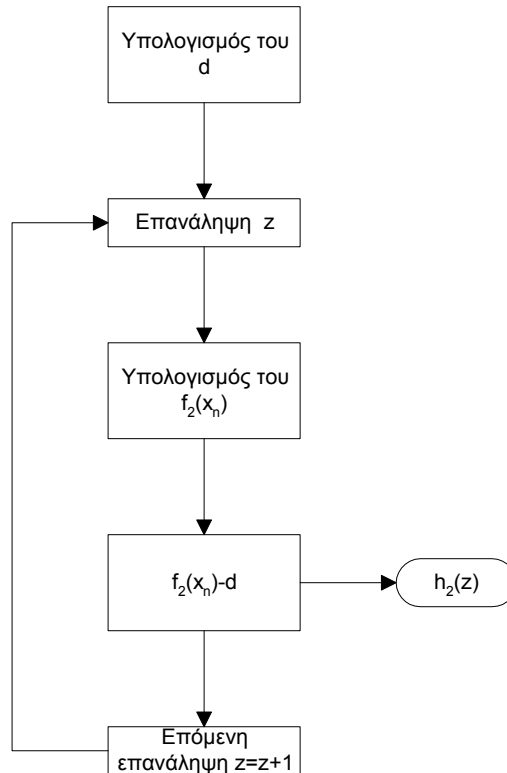 Υπολογισμός του
d
Επανάληψη z
Υπολογισμός του
f₂(xₙ)
f₂(xₙ)-d
h₂(z)
Επόμενη
επανάληψη z=z+1